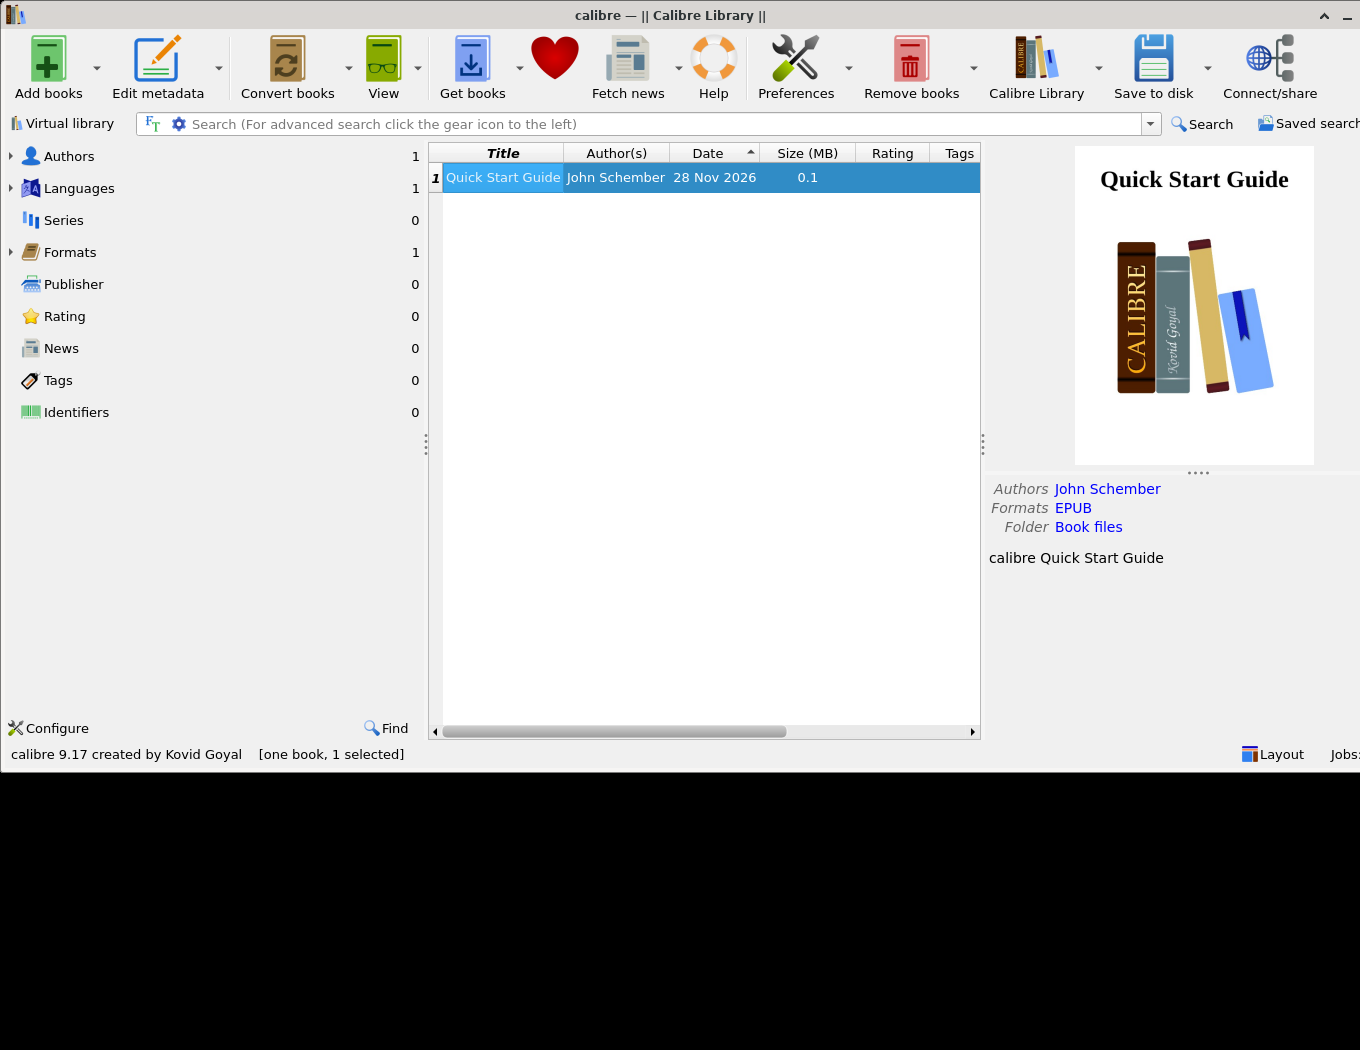 calibre — || Calibre Library ||
Add books
Edit metadata
Convert books
View
Get books
Fetch news
Help
Preferences
Remove books
Calibre Library
Save to disk
Connect/share
Virtual library
Search (For advanced search click the gear icon to the left)
Search
Saved search
Authors 1
Languages 1
Series 0
Formats 1
Publisher 0
Rating 0
News 0
Tags 0
Identifiers 0
Configure
Find
Title Author(s) Date Size (MB) Rating Tags
1 Quick Start Guide John Schember 28 Nov 2026 0.1
Quick Start Guide
CALIBRE
Kovid Goyal
Authors John Schember
Formats EPUB
Folder Book files
calibre Quick Start Guide
calibre 9.17 created by Kovid Goyal [one book, 1 selected]
Layout
Jobs: